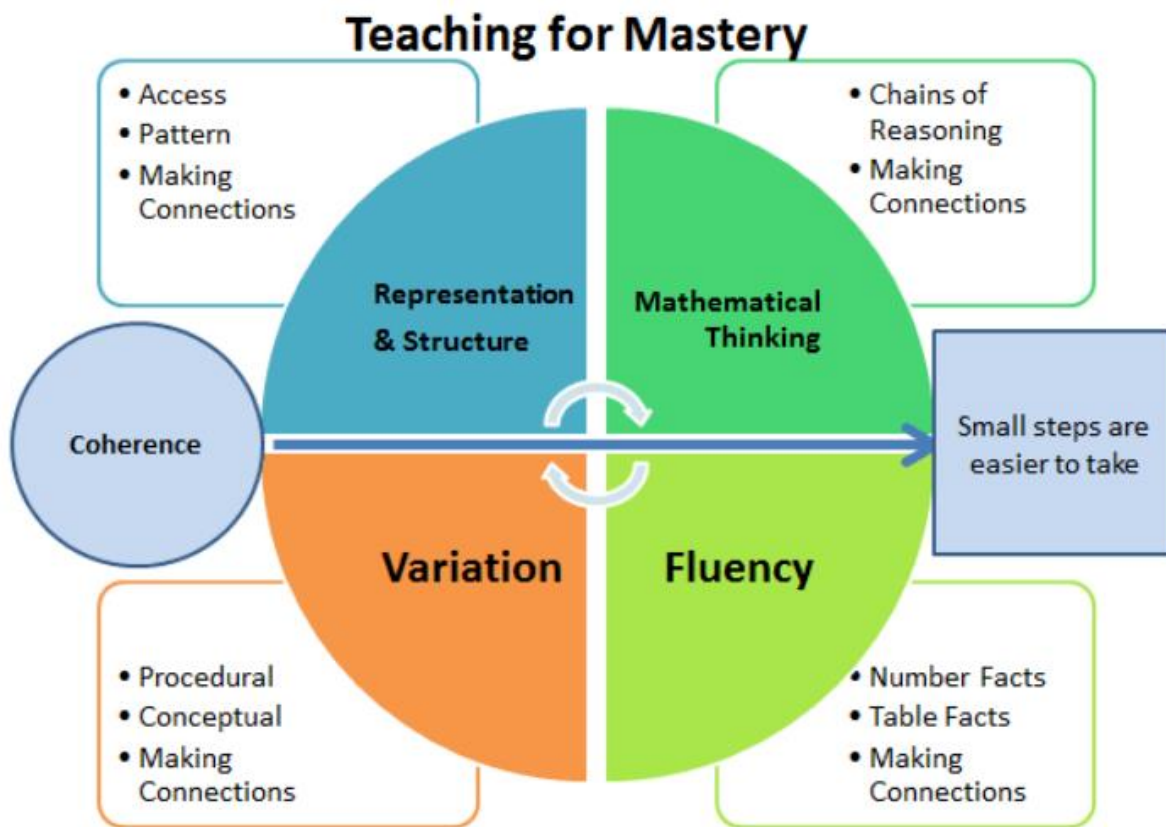 Teaching for Mastery
• Access
• Pattern
• Making
Connections
• Chains of
Reasoning
• Making
Connections
Representation
& Structure
Mathematical
Thinking
Coherence
Small steps are
easier to take
Variation
Fluency
• Procedural
• Conceptual
• Making
Connections
• Number Facts
• Table Facts
• Making
Connections